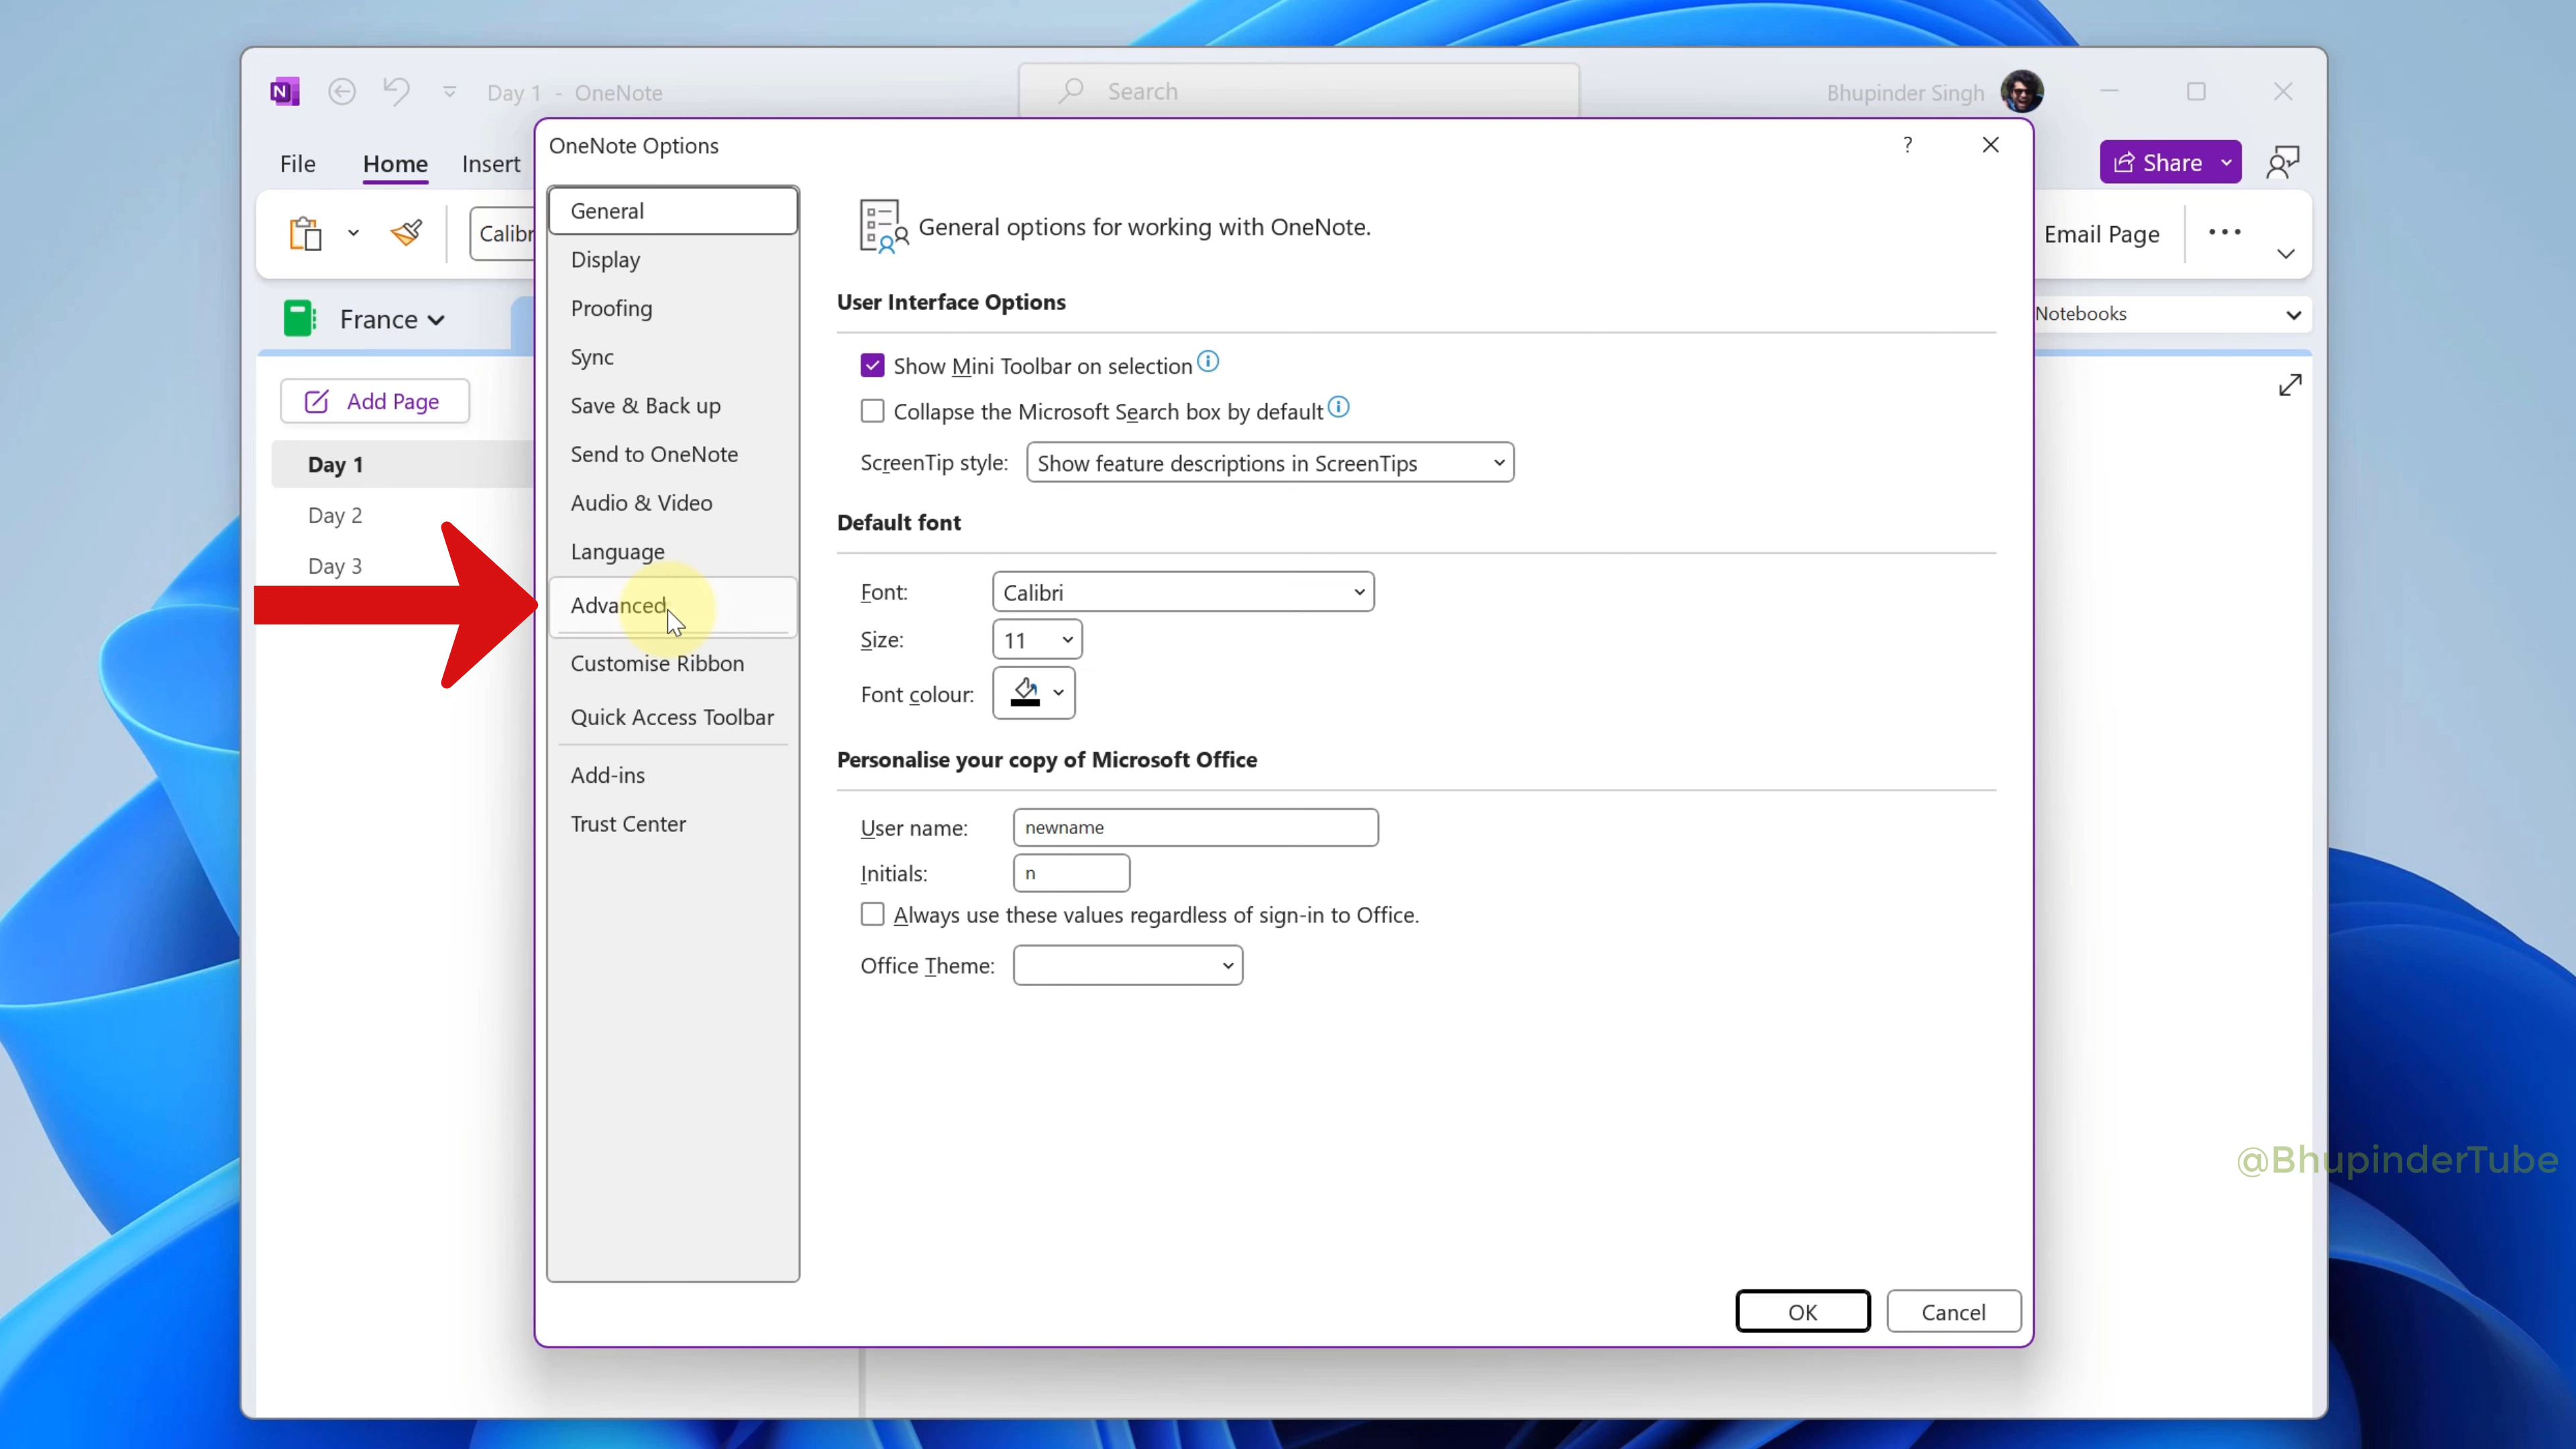 N
Day 1 - OneNote
Search
Bhupinder Singh
File
Home
Insert
Share
Calibr
Email Page
France
Notebooks
Add Page
Day 1
Day 2
Day 3
OneNote Options
?
General
Display
Proofing
Sync
Save & Back up
Send to OneNote
Audio & Video
Language
Advanced
Customise Ribbon
Quick Access Toolbar
Add-ins
Trust Center
General options for working with OneNote.
User Interface Options
Show Mini Toolbar on selection
Collapse the Microsoft Search box by default
ScreenTip style: Show feature descriptions in ScreenTips
Default font
Font: Calibri
Size: 11
Font colour:
Personalise your copy of Microsoft Office
User name: newname
Initials: n
Always use these values regardless of sign-in to Office.
Office Theme:
OK
Cancel
@BhupinderTube